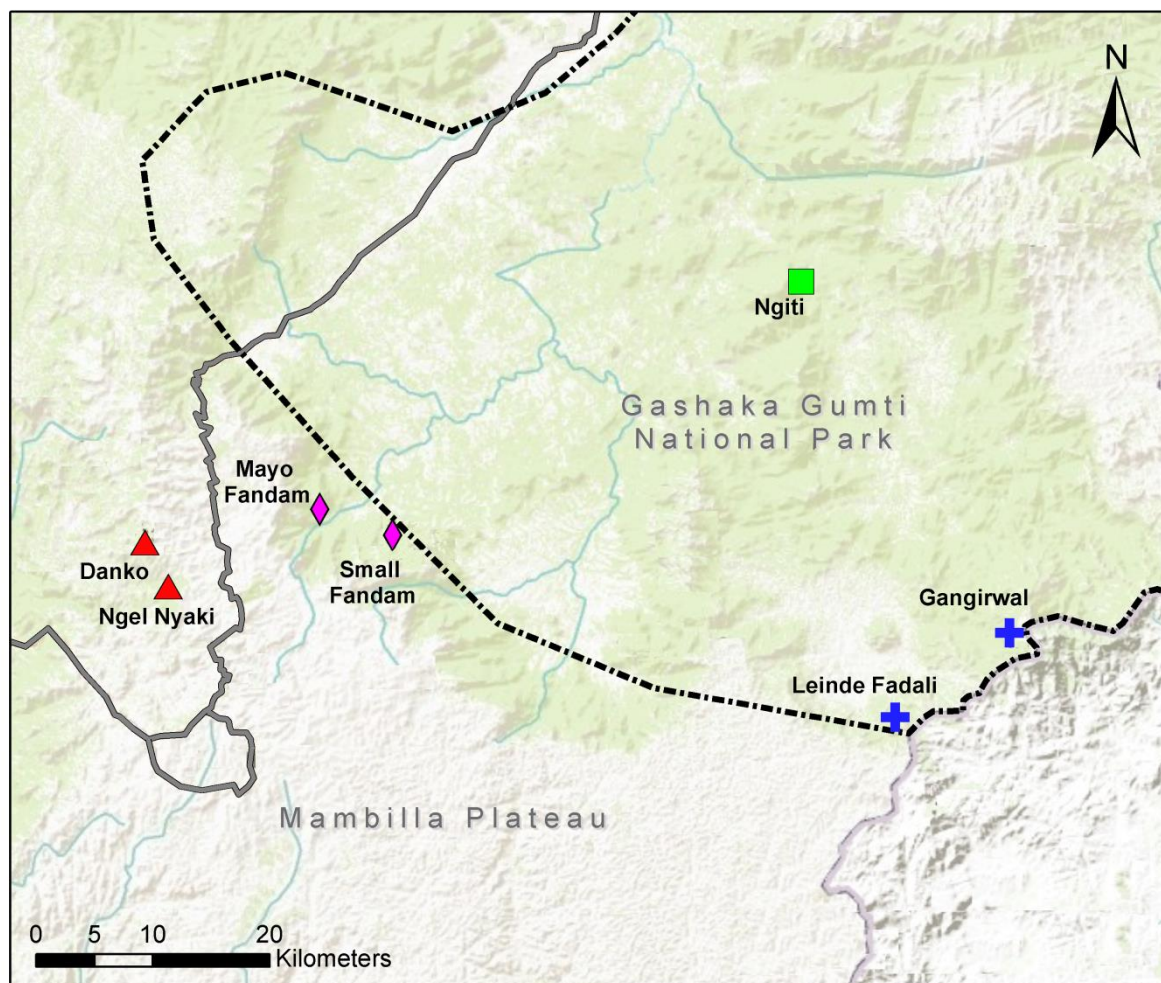 N
Ngiti
Gashaka Gumti
National Park
Mayo
Fandam
Small
Fandam
Danko
Ngel Nyaki
Gangirwal
Leinde Fadali
Mambilla Plateau
0 5 10 20
Kilometers